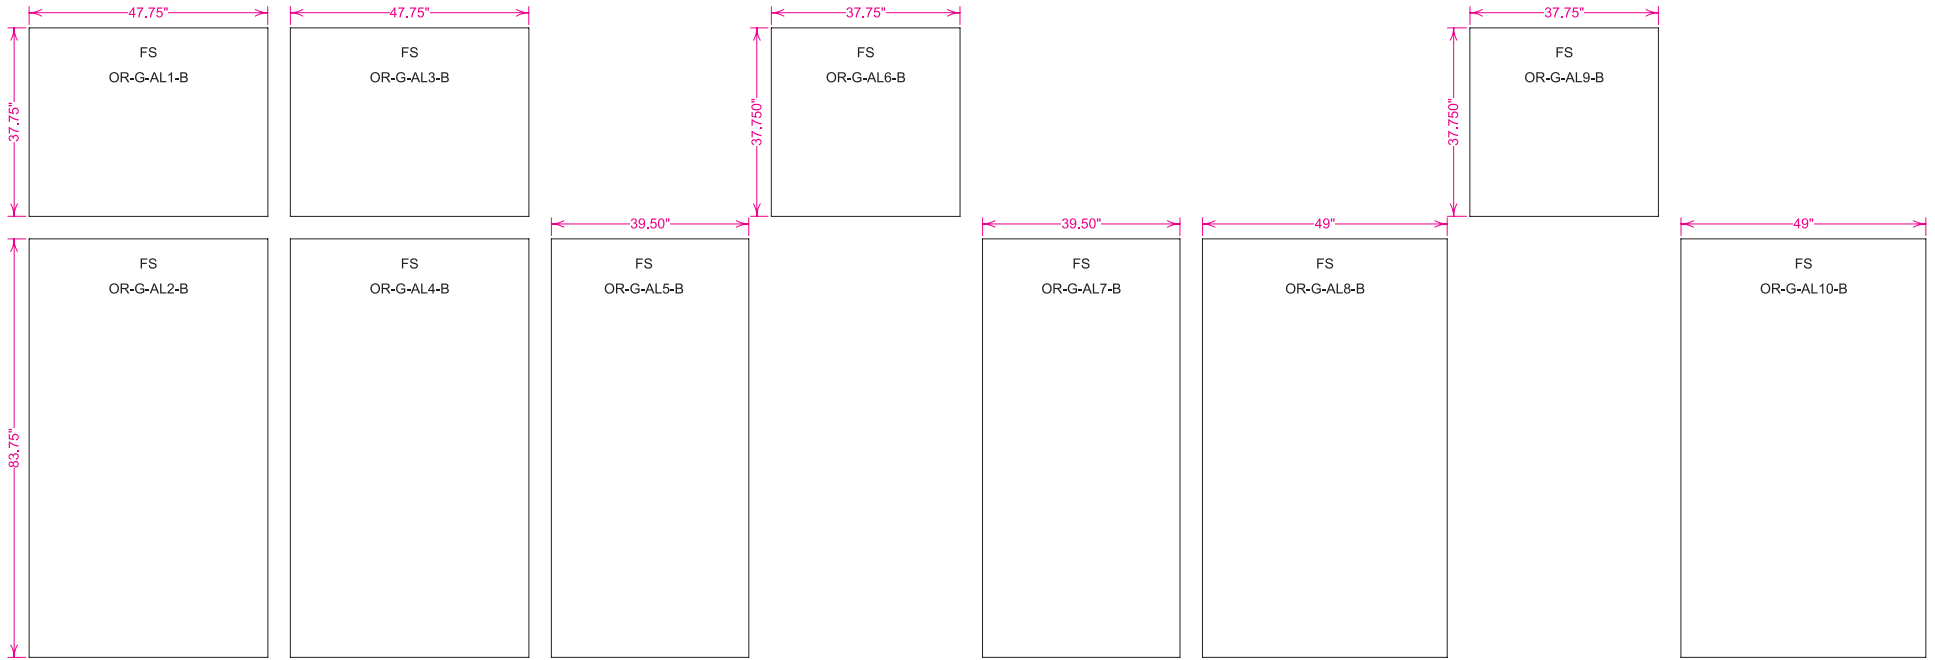 47.75"
47.75"
37.75"
37.75"
FS
OR-G-AL1-B
FS
OR-G-AL3-B
FS
OR-G-AL6-B
FS
OR-G-AL9-B
37.75"
37.750"
37.750"
39.50"
39.50"
49"
49"
FS
OR-G-AL2-B
FS
OR-G-AL4-B
FS
OR-G-AL5-B
FS
OR-G-AL7-B
FS
OR-G-AL8-B
FS
OR-G-AL10-B
83.75"